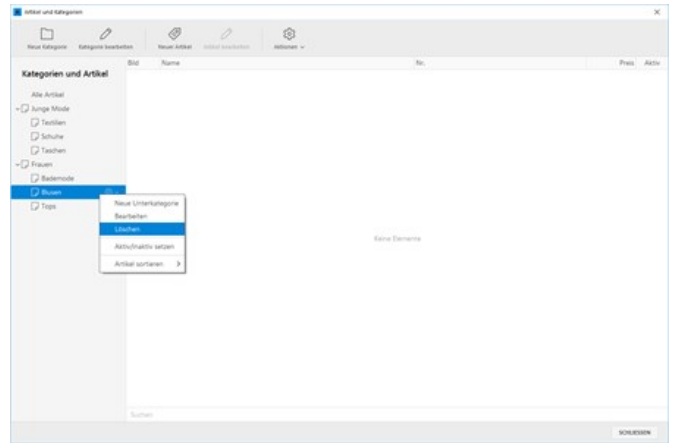 Artikel und Kategorien
Neue Kategorie
Kategorie bearbeiten
Neuer Artikel
Artikel bearbeiten
Aktionen
Kategorien und Artikel
Bild
Name
Nr.
Preis
Aktiv
Alle Artikel
Junge Mode
Textilien
Schuhe
Taschen
Frauen
Bademode
Blusen
Tops
Neue Unterkategorie
Bearbeiten
Löschen
Aktiv/Inaktiv setzen
Artikel sortieren
Keine Elemente
Suchen
SCHLIESSEN